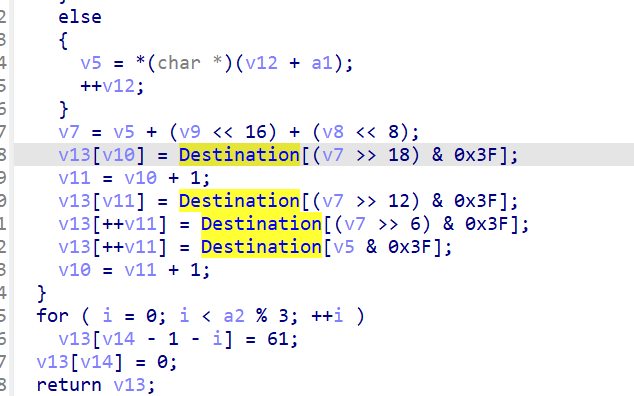 2 else
3 {
4 v5 = *(char *)(v12 + a1);
5 ++v12;
6 }
7 v7 = v5 + (v9 << 16) + (v8 << 8);
8 v13[v10] = Destination[(v7 >> 18) & 0x3F];
9 v11 = v10 + 1;
0 v13[v11] = Destination[(v7 >> 12) & 0x3F];
1 v13[++v11] = Destination[(v7 >> 6) & 0x3F];
2 v13[++v11] = Destination[v5 & 0x3F];
3 v10 = v11 + 1;
4 }
5 for ( i = 0; i < a2 % 3; ++i )
6 v13[v14 - 1 - i] = 61;
7 v13[v14] = 0;
8 return v13;